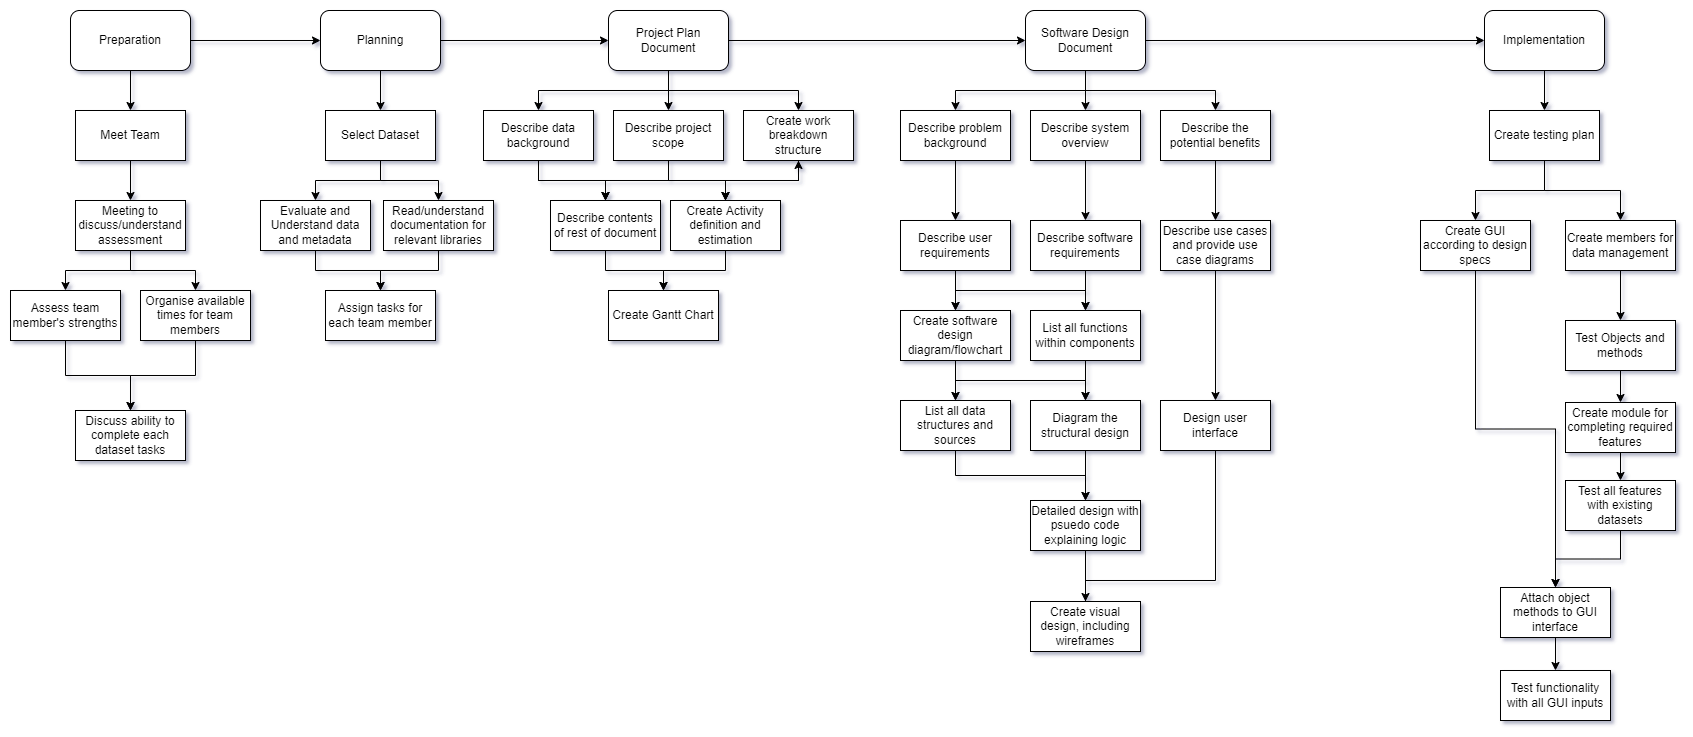 Preparation
Meet Team
Meeting to
discuss/understand
assessment
Assess team
member's strengths
Organise available
times for team
members
Discuss ability to
complete each
dataset tasks
Planning
Select Dataset
Evaluate and
Understand data
and metadata
Read/understand
documentation for
relevant libraries
Assign tasks for
each team member
Project Plan
Document
Describe data
background
Describe project
scope
Create work
breakdown
structure
Describe contents
of rest of document
Create Activity
definition and
estimation
Create Gantt Chart
Software Design
Document
Describe problem
background
Describe system
overview
Describe the
potential benefits
Describe user
requirements
Describe software
requirements
Describe use cases
and provide use
case diagrams
Create software
design
diagram/flowchart
List all functions
within components
List all data
structures and
sources
Diagram the
structural design
Design user
interface
Detailed design with
psuedo code
explaining logic
Create visual
design, including
wireframes
Implementation
Create testing plan
Create GUI
according to design
specs
Create members for
data management
Test Objects and
methods
Create module for
completing required
features
Test all features
with existing
datasets
Attach object
methods to GUI
interface
Test functionality
with all GUI inputs